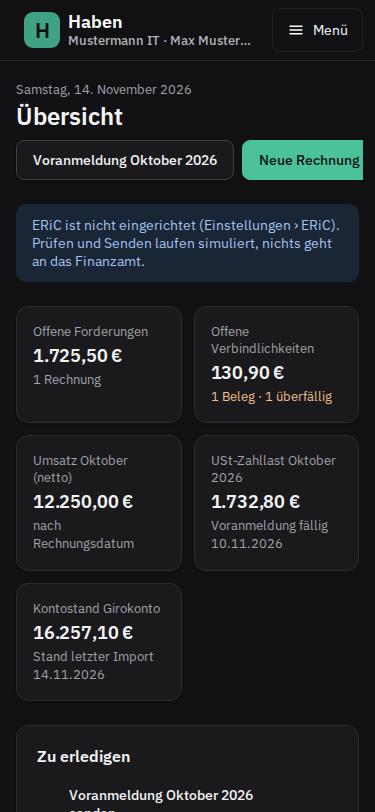 H
Haben
Mustermann IT · Max Muster...
Menü
Samstag, 14. November 2026
Übersicht
Voranmeldung Oktober 2026
Neue Rechnung
ERiC ist nicht eingerichtet (Einstellungen › ERiC).
Prüfen und Senden laufen simuliert, nichts geht
an das Finanzamt.
Offene Forderungen
1.725,50 €
1 Rechnung
Offene
Verbindlichkeiten
130,90 €
1 Beleg · 1 überfällig
Umsatz Oktober
(netto)
12.250,00 €
nach
Rechnungsdatum
USt-Zahllast Oktober
2026
1.732,80 €
Voranmeldung fällig
10.11.2026
Kontostand Girokonto
16.257,10 €
Stand letzter Import
14.11.2026
Zu erledigen
Voranmeldung Oktober 2026
senden